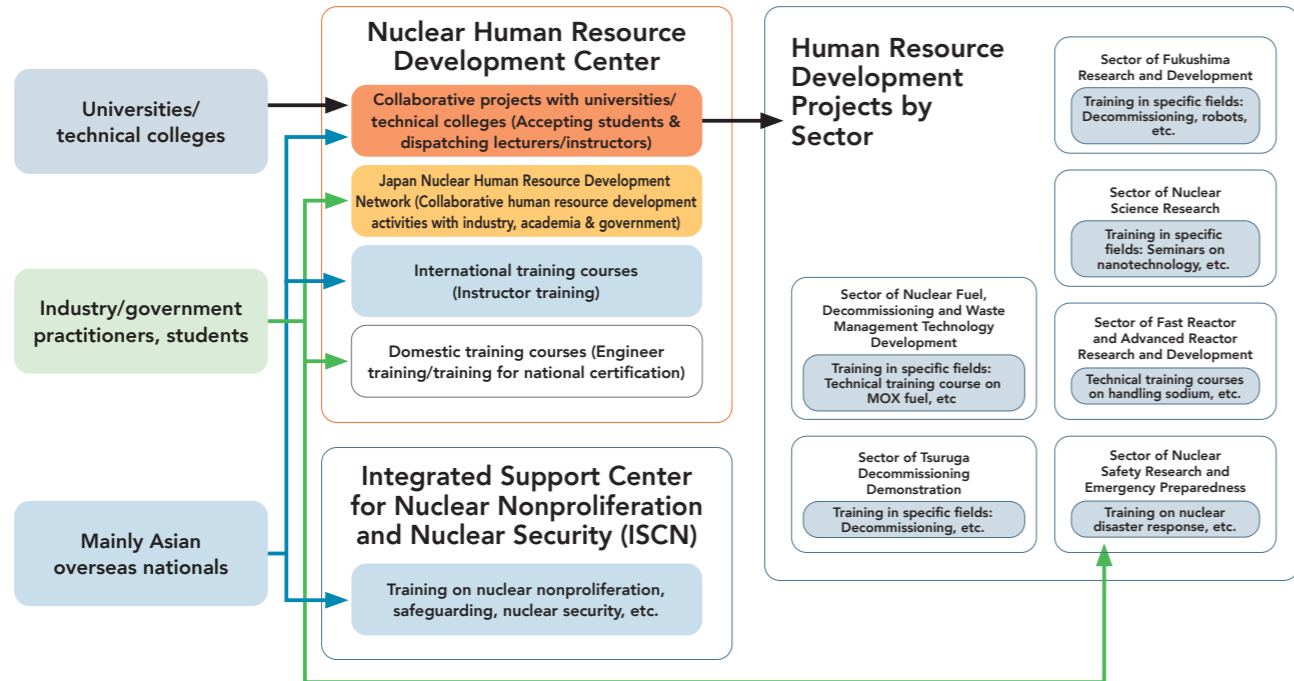 Universities/
technical colleges
Industry/government
practitioners, students
Mainly Asian
overseas nationals
Nuclear Human Resource
Development Center
Collaborative projects with universities/
technical colleges (Accepting students &
dispatching lecturers/instructors)
Japan Nuclear Human Resource Development
Network (Collaborative human resource development
activities with industry, academia & government)
International training courses
(Instructor training)
Domestic training courses (Engineer
training/training for national certification)
Integrated Support Center
for Nuclear Nonproliferation
and Nuclear Security (ISCN)
Training on nuclear nonproliferation,
safeguarding, nuclear security, etc.
Human Resource
Development
Projects by
Sector
Sector of Fukushima
Research and Development
Training in specific fields:
Decommissioning, robots,
etc.
Sector of Nuclear
Science Research
Training in specific
fields: Seminars on
nanotechnology, etc.
Sector of Nuclear Fuel,
Decommissioning and Waste
Management Technology
Development
Training in specific fields:
Technical training course on
MOX fuel, etc
Sector of Fast Reactor
and Advanced Reactor
Research and Development
Technical training courses
on handling sodium, etc.
Sector of Tsuruga
Decommissioning
Demonstration
Training in specific fields:
Decommissioning, etc.
Sector of Nuclear
Safety Research and
Emergency Preparedness
Training on nuclear
disaster response, etc.